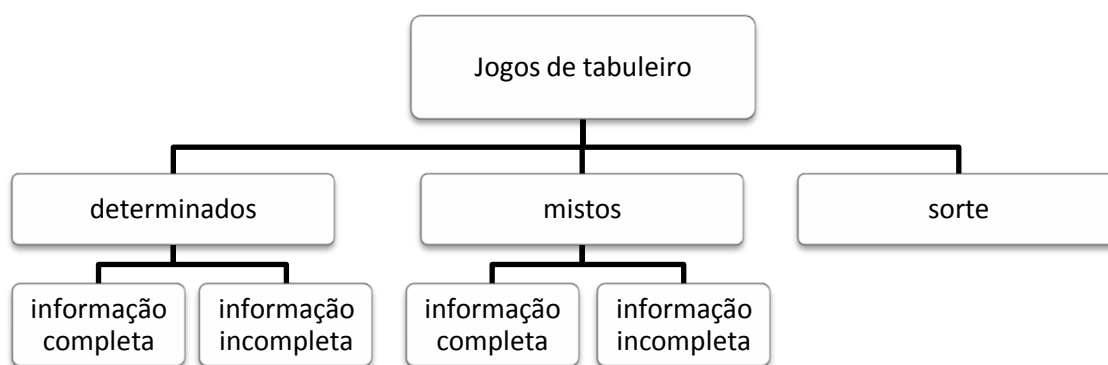 Jogos de tabuleiro
determinados
mistos
sorte
informação
completa
informação
incompleta
informação
completa
informação
incompleta